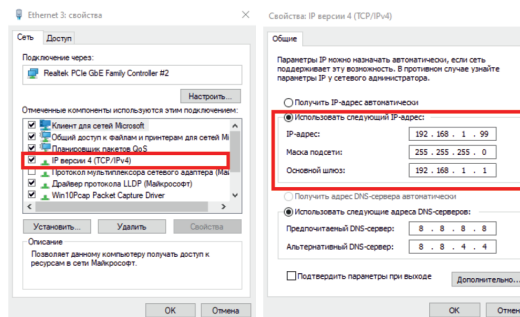 Ethernet 3: свойства
Сеть
Доступ
Подключение через:
Realtek PCIe GbE Family Controller #2
Настроить...
Отмеченные компоненты используются этим подключением:
Клиент для сетей Microsoft
Общий доступ к файлам и принтерам для сетей Mi
Планировщик пакетов QoS
IP версии 4 (TCP/IPv4)
Протокол мультиплексора сетевого адаптера (Май
Драйвер протокола LLDP (Майкрософт)
Win10Pcap Packet Capture Driver
Установить...
Удалить
Свойства
Описание
Позволяет данному компьютеру получать доступ к
ресурсам в сети Майкрософт.
OK
Отмена
Свойства: IP версии 4 (TCP/IPv4)
Общие
Параметры IP можно назначать автоматически, если сеть
поддерживает эту возможность. В противном случае узнайте
параметры IP у сетевого администратора.
Получить IP-адрес автоматически
Использовать следующий IP-адрес:
IP-адрес:
192 . 168 . 1 . 99
Маска подсети:
255 . 255 . 255 . 0
Основной шлюз:
192 . 168 . 1 . 1
Получить адрес DNS-сервера автоматически
Использовать следующие адреса DNS-серверов:
Предпочитаемый DNS-сервер:
8 . 8 . 8 . 8
Альтернативный DNS-сервер:
8 . 8 . 4 . 4
Подтвердить параметры при выходе
Дополнительно...
OK
Отмен